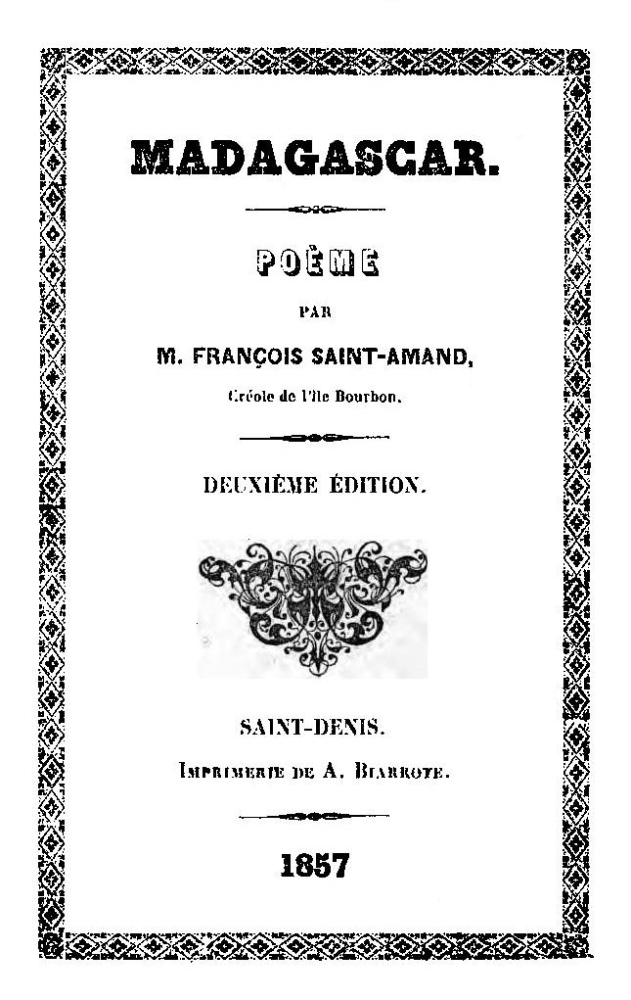 MADAGASCAR.
POÈME
PAR
M. FRANÇOIS SAINT-AMAND,
Créole de l'île Bourbon.
DEUXIÈME ÉDITION.
SAINT-DENIS.
IMPRIMERIE DE A. BIARROTE.
1857